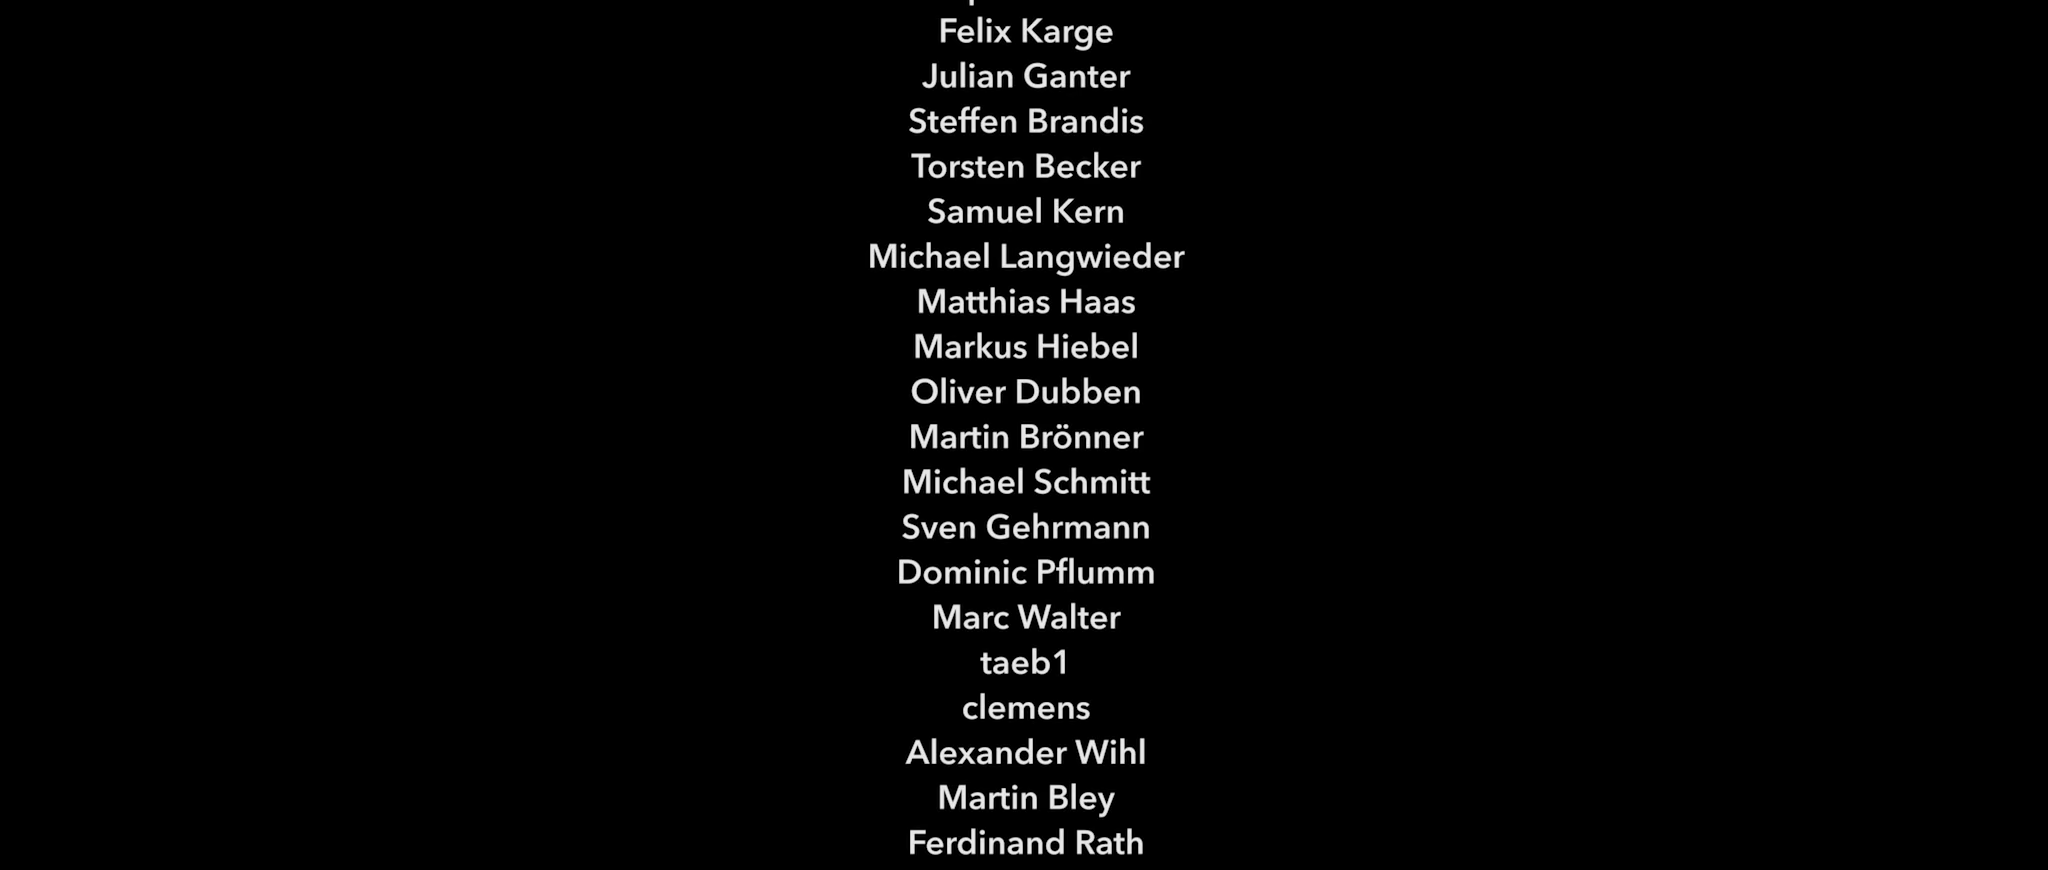 Felix Karge
Julian Ganter
Steffen Brandis
Torsten Becker
Samuel Kern
Michael Langwieder
Matthias Haas
Markus Hiebel
Oliver Dubben
Martin Brönner
Michael Schmitt
Sven Gehrmann
Dominic Pflumm
Marc Walter
taeb1
clemens
Alexander Wihl
Martin Bley
Ferdinand Rath